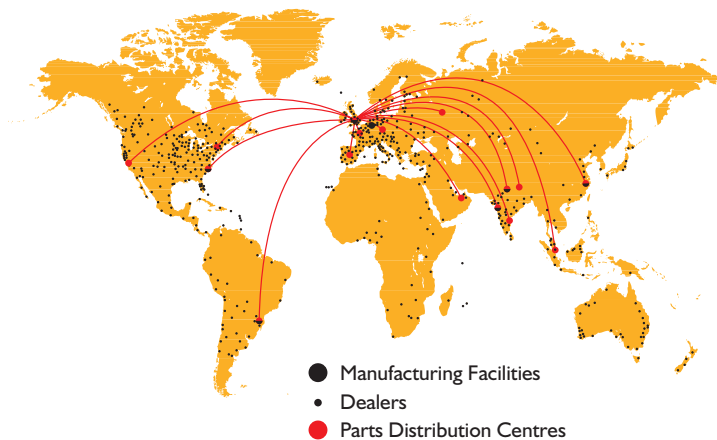 Manufacturing Facilities
Dealers
Parts Distribution Centres